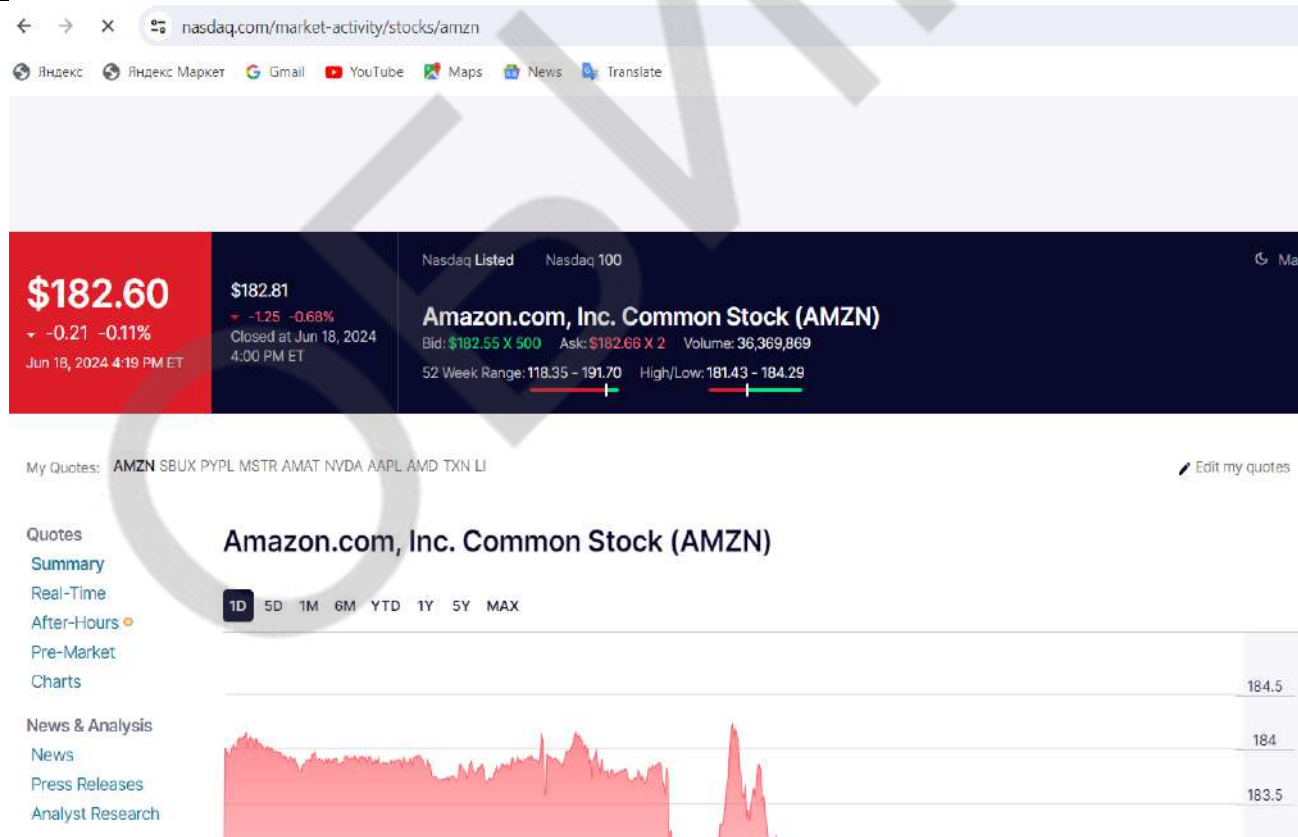 nasdaq.com/market-activity/stocks/amzn
Яндекс Яндекс Маркет Gmail YouTube Maps News Translate
$182.60
-0.21 -0.11%
Jun 18, 2024 4:19 PM ET
$182.81
-1.25 -0.68%
Closed at Jun 18, 2024
4:00 PM ET
Nasdaq Listed Nasdaq 100
Amazon.com, Inc. Common Stock (AMZN)
Bid: $182.55 X 500 Ask: $182.66 X 2 Volume: 36,369,869
52 Week Range: 118.35 - 191.70 High/Low: 181.43 - 184.29
My Quotes: AMZN SBUX PYPL MSTR AMAT NVDA AAPL AMD TXN LI
Edit my quotes
Quotes
Summary
Real-Time
After-Hours
Pre-Market
Charts
News & Analysis
News
Press Releases
Analyst Research
Amazon.com, Inc. Common Stock (AMZN)
1D 5D 1M 6M YTD 1Y 5Y MAX
184.5
184
183.5